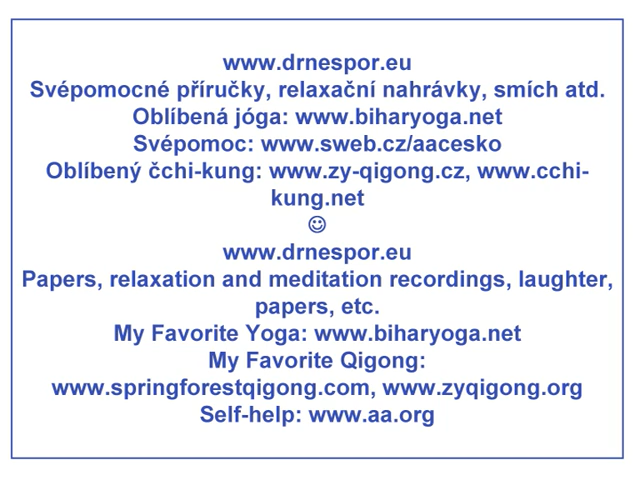 www.drnespor.eu
Svépomocné příručky, relaxační nahrávky, smích atd.
Oblíbená jóga: www.biharyoga.net
Svépomoc: www.sweb.cz/aacesko
Oblíbený čchi-kung: www.zy-qigong.cz, www.cchi-
kung.net
☺
www.drnespor.eu
Papers, relaxation and meditation recordings, laughter,
papers, etc.
My Favorite Yoga: www.biharyoga.net
My Favorite Qigong:
www.springforestqigong.com, www.zyqigong.org
Self-help: www.aa.org